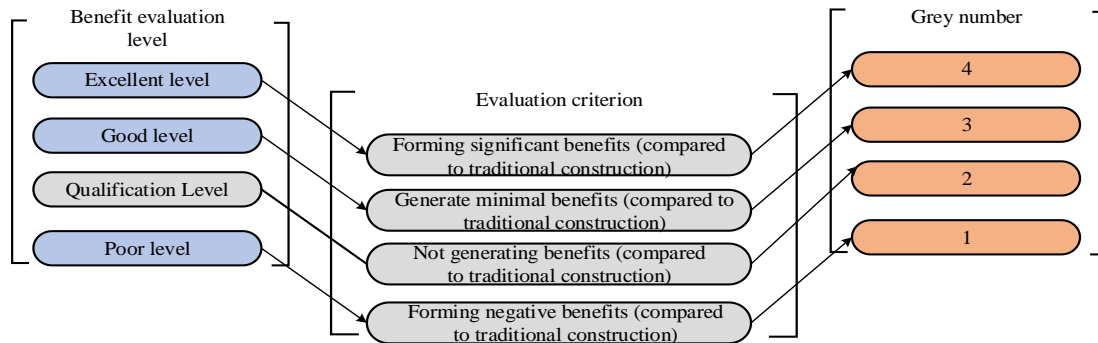 Benefit evaluation
level
Excellent level
Good level
Qualification Level
Poor level
Evaluation criterion
Forming significant benefits (compared
to traditional construction)
Generate minimal benefits (compared to
traditional construction)
Not generating benefits (compared
to traditional construction)
Forming negative benefits (compared
to traditional construction)
Grey number
4
3
2
1